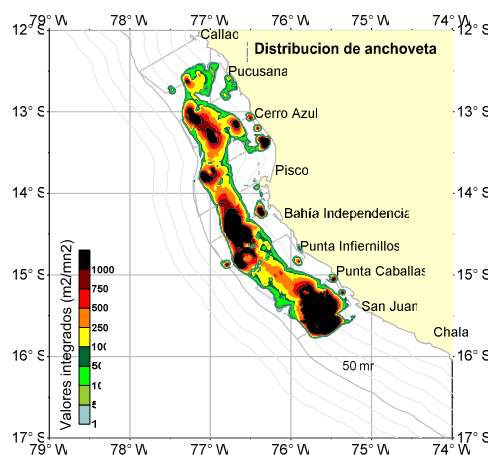 79° W 78° W 77° W 76° W 75° W 74° W
12° S 12° S
Callao
Distribucion de anchoveta
Pucusana
13° S 13° S
Cerro Azul
Pisco
14° S 14° S
Bahía Independencia
Punta Infiernillos
15° S 15° S
Punta Caballas
San Juan
Chala
16° S 16° S
50 mn
17° S 17° S
79° W 78° W 77° W 76° W 75° W 74° W
Valores integrados (m2/mn2)
1000
750
500
250
100
50
10
5
1